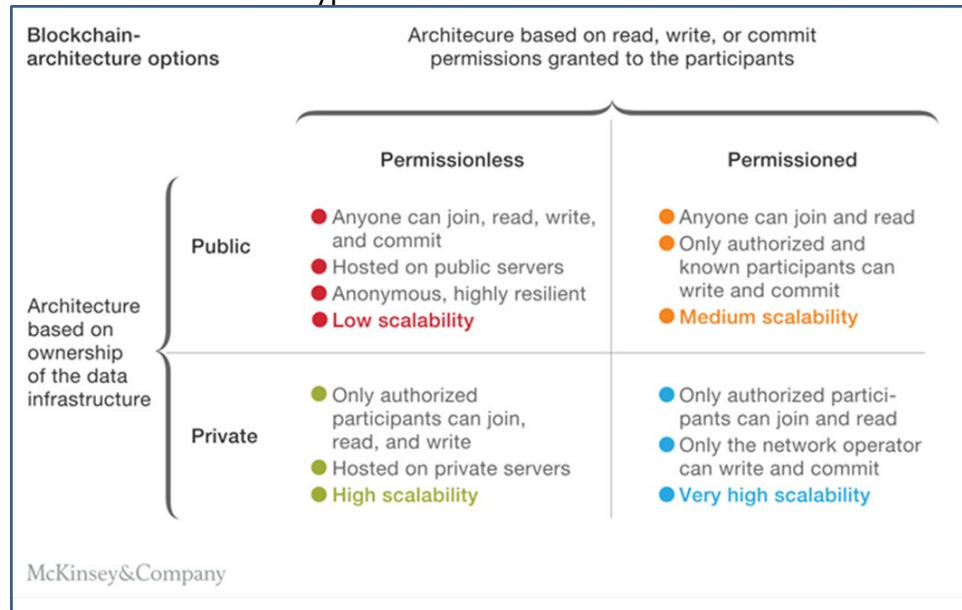 Blockchain-
architecture options
Architecure based on read, write, or commit
permissions granted to the participants
Permissionless
Permissioned
Architecture
based on
ownership
of the data
infrastructure
Public
Anyone can join, read, write,
and commit
Hosted on public servers
Anonymous, highly resilient
Low scalability
Anyone can join and read
Only authorized and
known participants can
write and commit
Medium scalability
Private
Only authorized
participants can join,
read, and write
Hosted on private servers
High scalability
Only authorized partici-
pants can join and read
Only the network operator
can write and commit
Very high scalability
McKinsey&Company